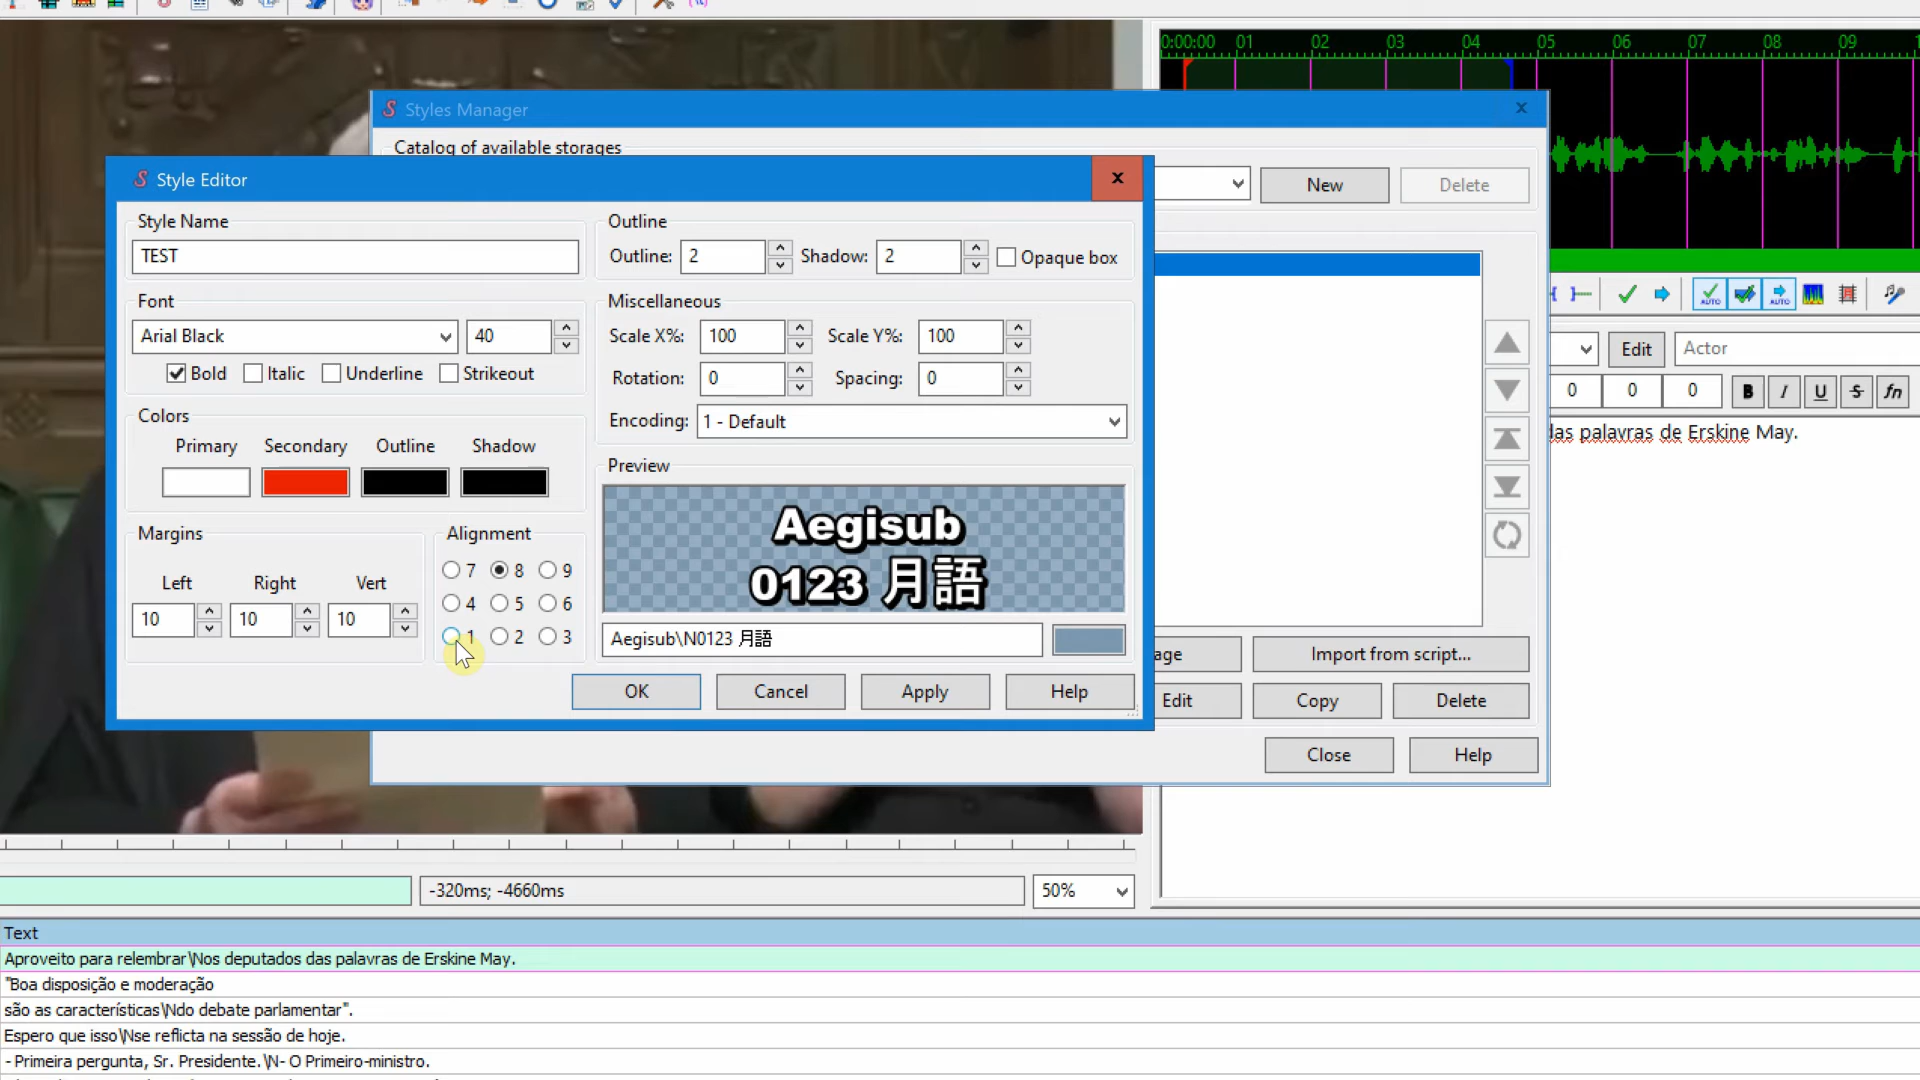 0:00:00 01 02 03 04 05 06 07 08 09
Styles Manager
Catalog of available storages
New
Delete
Style Editor
Style Name
TEST
Font
Arial Black
40
Bold
Italic
Underline
Strikeout
Colors
Primary
Secondary
Outline
Shadow
Margins
Left
Right
Vert
10
10
10
Alignment
7 8 9
4 5 6
1 2 3
Outline
Outline: 2
Shadow: 2
Opaque box
Miscellaneous
Scale X%: 100
Scale Y%: 100
Rotation: 0
Spacing: 0
Encoding: 1 - Default
Preview
Aegisub
0123 月語
Aegisub\N0123 月語
OK
Cancel
Apply
Help
age
Import from script...
Edit
Copy
Delete
Close
Help
AUTO
AUTO
Edit
Actor
0
0
0
B
I
U
S
fn
das palavras de Erskine May.
-320ms; -4660ms
50%
Text
Aproveito para relembrar\Nos deputados das palavras de Erskine May.
"Boa disposição e moderação
são as características\Ndo debate parlamentar".
Espero que isso\Nse reflicta na sessão de hoje.
- Primeira pergunta, Sr. Presidente.\N- O Primeiro-ministro.